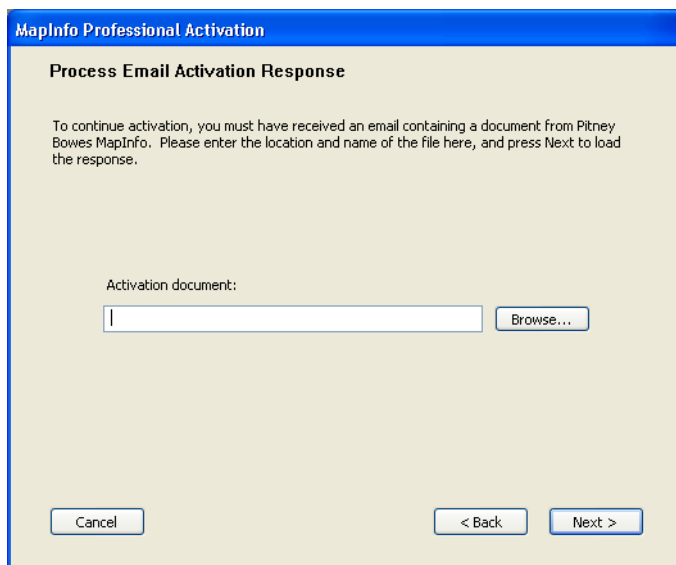 MapInfo Professional Activation
Process Email Activation Response
To continue activation, you must have received an email containing a document from Pitney
Bowes MapInfo. Please enter the location and name of the file here, and press Next to load
the response.
Activation document:
Browse...
Cancel
< Back
Next >